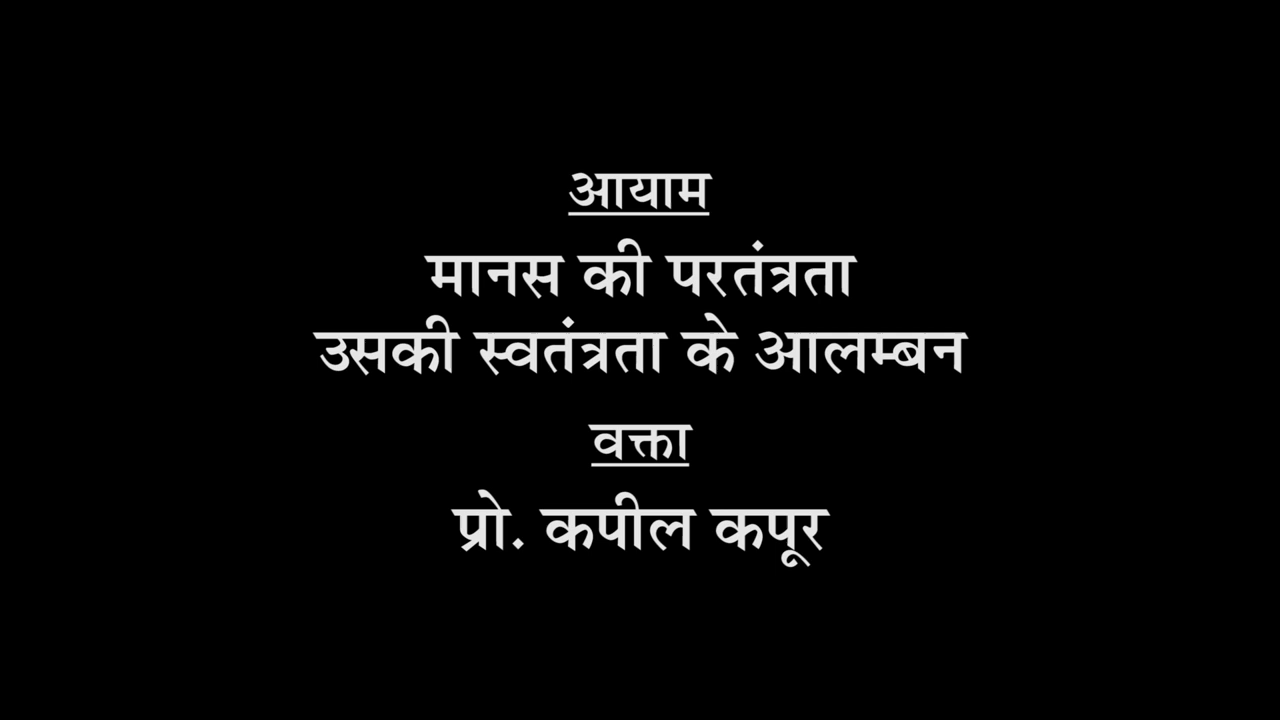 आयाम
मानस की परतंत्रता
उसकी स्वतंत्रता के आलम्बन
वक्ता
प्रो. कपील कपूर